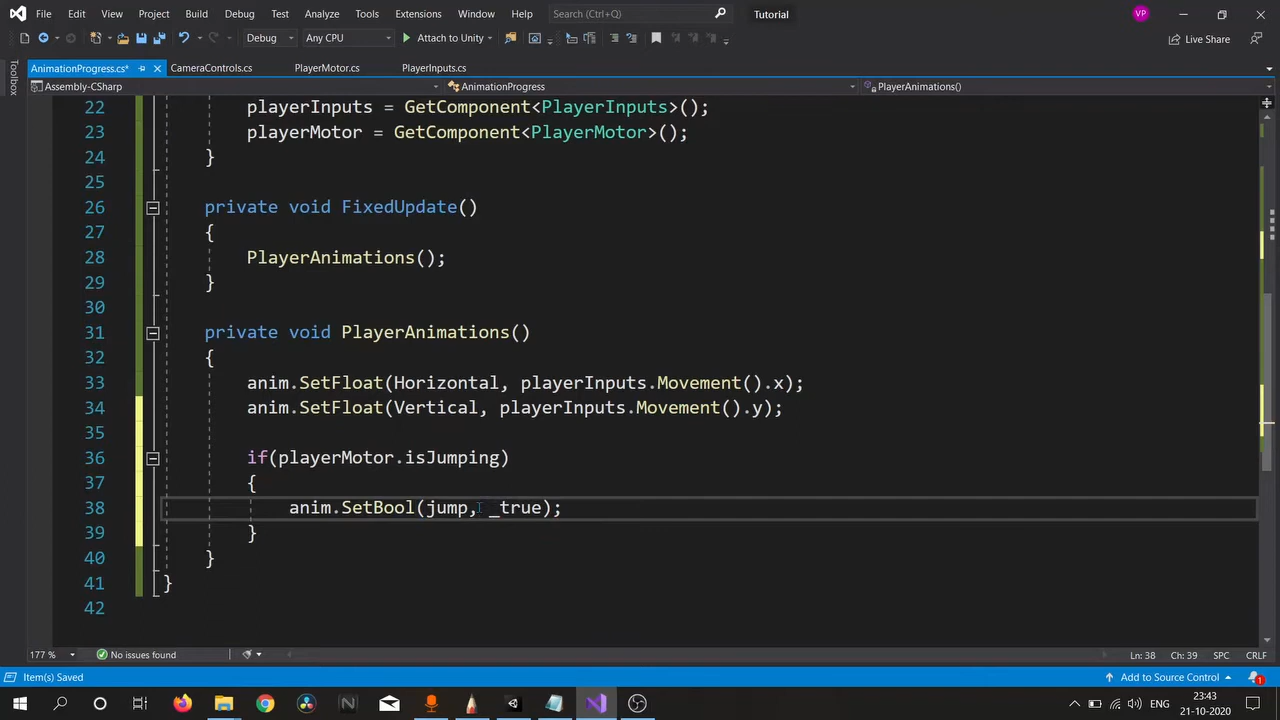 File Edit View Project Build Debug Test Analyze Tools Extensions Window Help Search (Ctrl+Q) Tutorial VP
Debug Any CPU Attach to Unity Live Share
AnimationProgress.cs* CameraControls.cs PlayerMotor.cs PlayerInputs.cs
Assembly-CSharp AnimationProgress PlayerAnimations()
Toolbox
22 playerInputs = GetComponent<PlayerInputs>();
23 playerMotor = GetComponent<PlayerMotor>();
24 }
25
26 private void FixedUpdate()
27 {
28 PlayerAnimations();
29 }
30
31 private void PlayerAnimations()
32 {
33 anim.SetFloat(Horizontal, playerInputs.Movement().x);
34 anim.SetFloat(Vertical, playerInputs.Movement().y);
35
36 if(playerMotor.isJumping)
37 {
38 anim.SetBool(jump, _true);
39 }
40 }
41 }
42
177 % No issues found Ln: 38 Ch: 39 SPC CRLF
Item(s) Saved Add to Source Control 1
N 23:43
21-10-2020